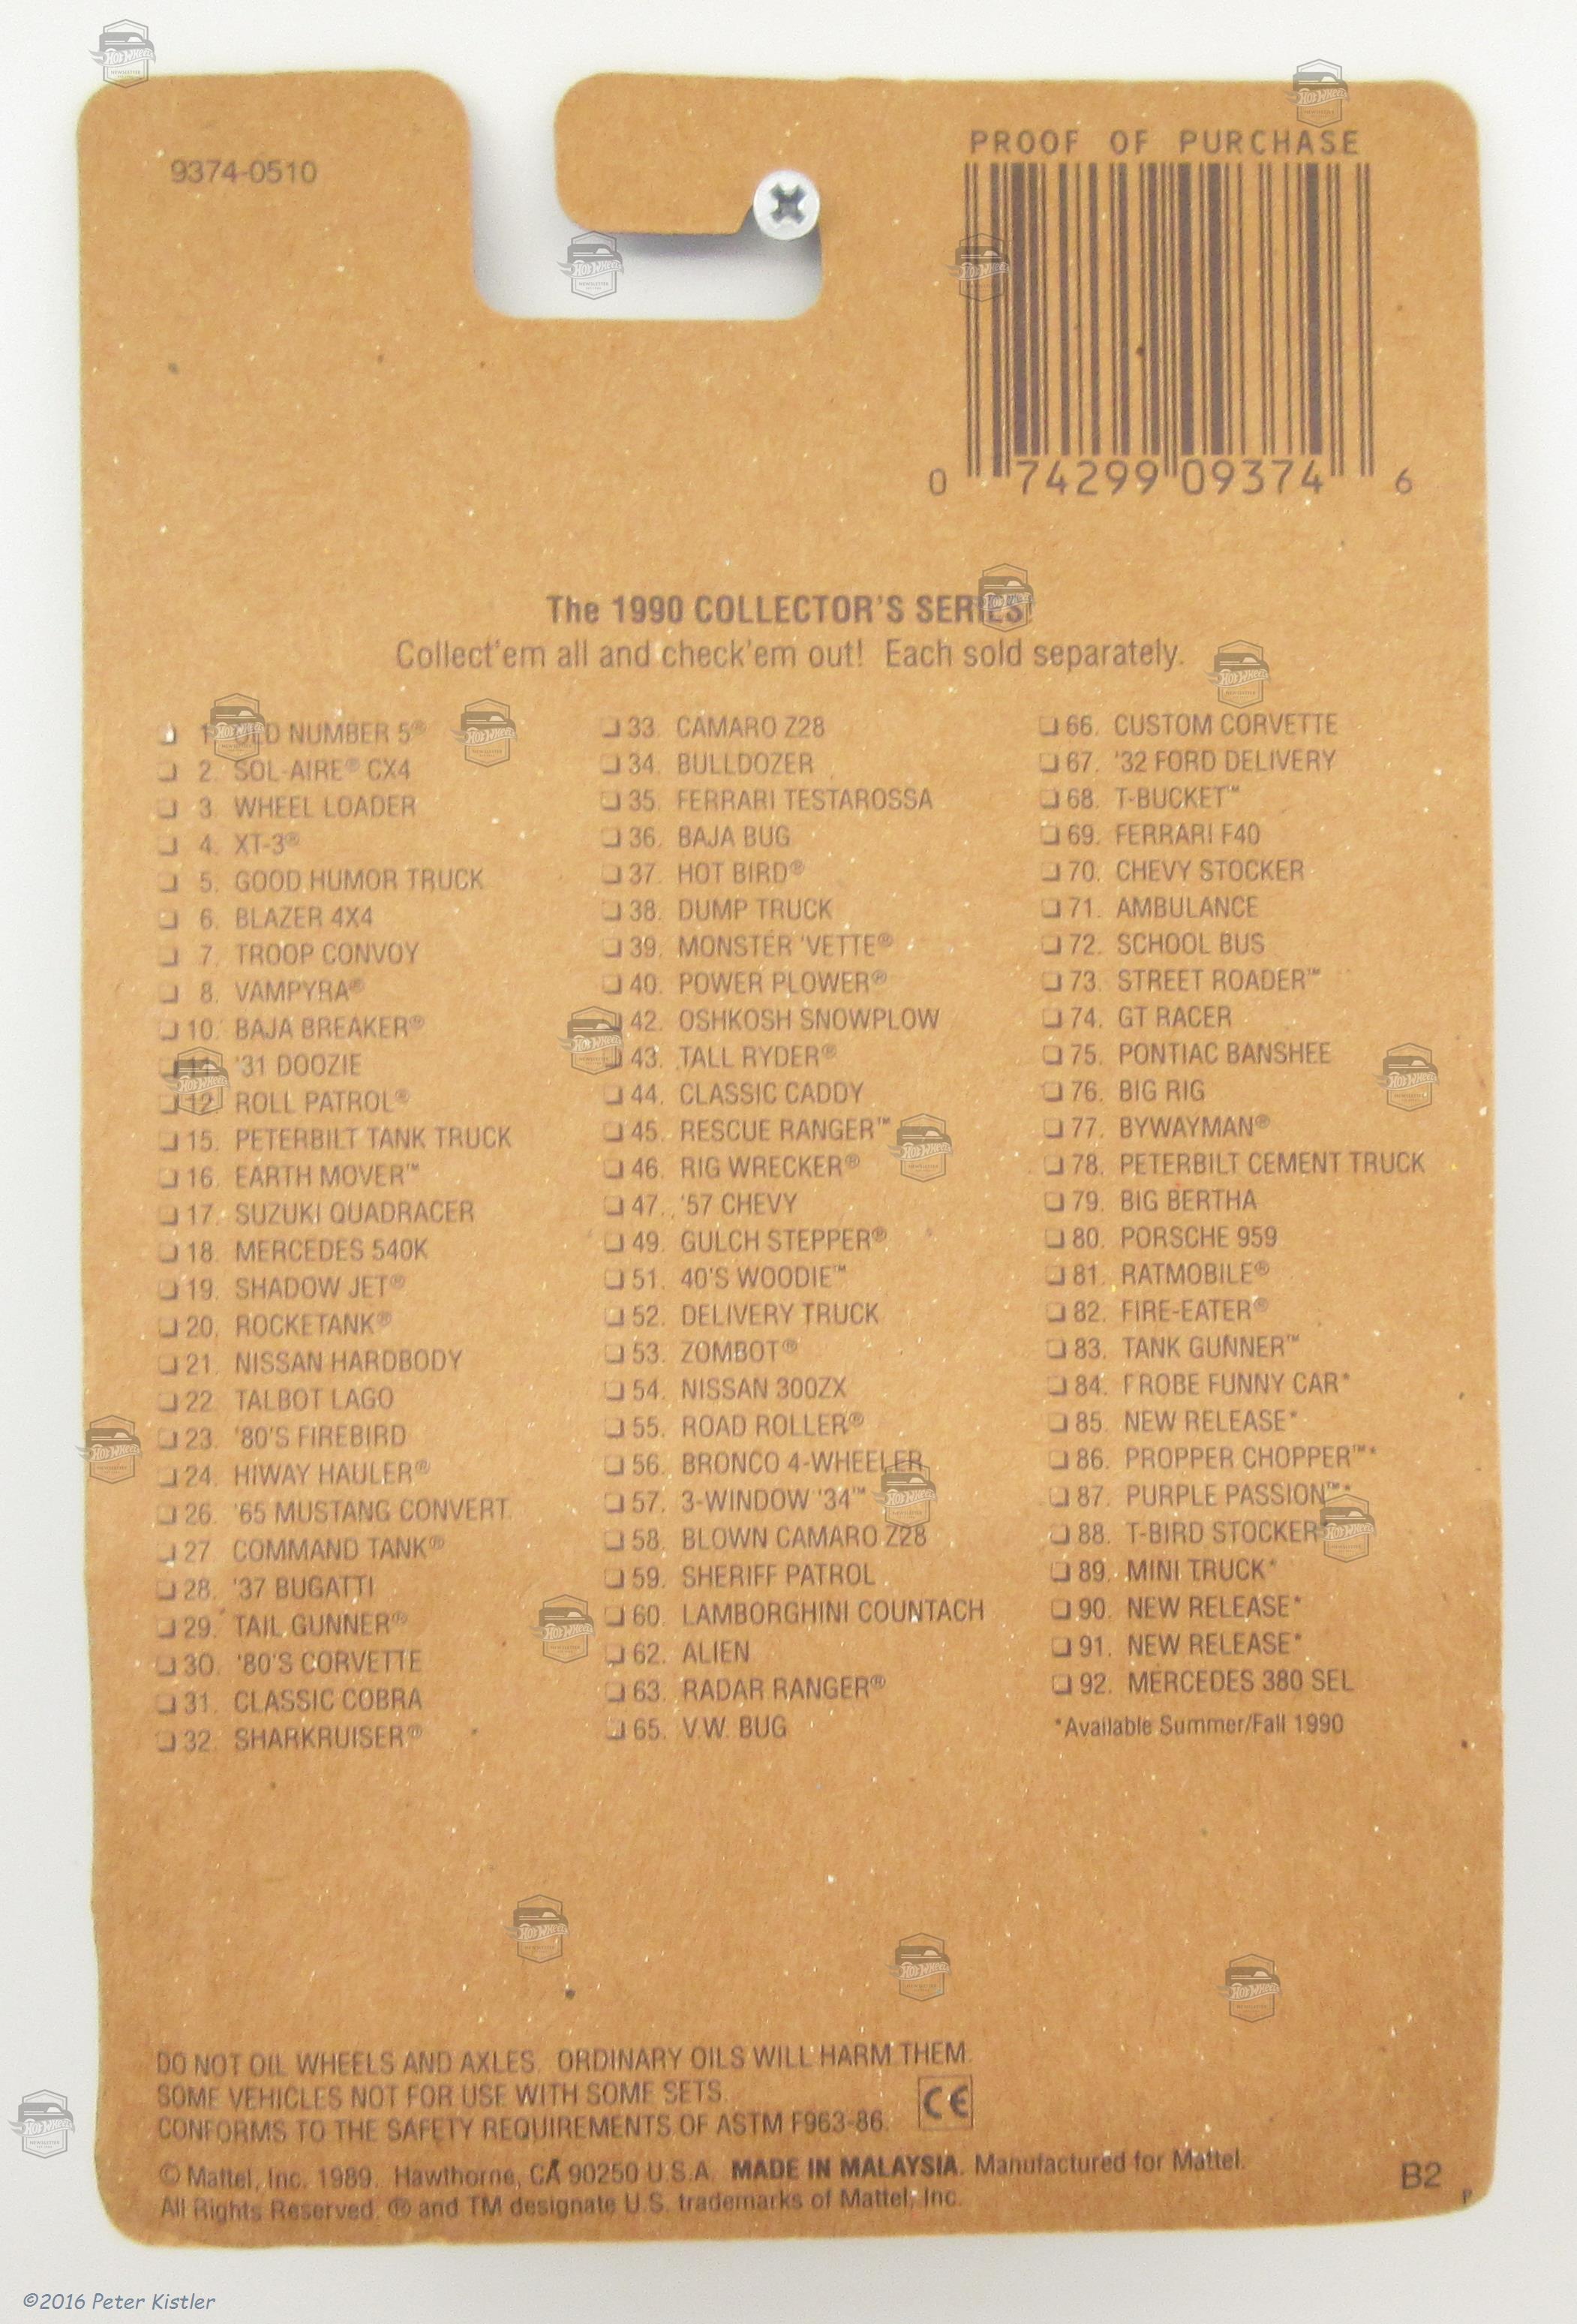 9374-0510
PROOF OF PURCHASE
0 74299 09374 6
The 1990 COLLECTOR'S SERIES!
Collect'em all and check'em out! Each sold separately.
1. OLD NUMBER 5®
2. SOL-AIRE® CX4
3. WHEEL LOADER
4. XT-3®
5. GOOD HUMOR TRUCK
6. BLAZER 4X4
7. TROOP CONVOY
8. VAMPYRA®
10. BAJA BREAKER®
11. '31 DOOZIE
12. ROLL PATROL®
15. PETERBILT TANK TRUCK
16. EARTH MOVER™
17. SUZUKI QUADRACER
18. MERCEDES 540K
19. SHADOW JET®
20. ROCKETANK®
21. NISSAN HARDBODY
22. TALBOT LAGO
23. '80'S FIREBIRD
24. HIWAY HAULER®
26. '65 MUSTANG CONVERT.
27. COMMAND TANK®
28. '37 BUGATTI
29. TAIL GUNNER®
30. '80'S CORVETTE
31. CLASSIC COBRA
32. SHARKRUISER®
33. CAMARO Z28
34. BULLDOZER
35. FERRARI TESTAROSSA
36. BAJA BUG
37. HOT BIRD®
38. DUMP TRUCK
39. MONSTER 'VETTE®
40. POWER PLOWER®
42. OSHKOSH SNOWPLOW
43. TALL RYDER®
44. CLASSIC CADDY
45. RESCUE RANGER™
46. RIG WRECKER®
47. '57 CHEVY
49. GULCH STEPPER®
51. 40'S WOODIE™
52. DELIVERY TRUCK
53. ZOMBOT®
54. NISSAN 300ZX
55. ROAD ROLLER®
56. BRONCO 4-WHEELER
57. 3-WINDOW '34™
58. BLOWN CAMARO Z28
59. SHERIFF PATROL
60. LAMBORGHINI COUNTACH
62. ALIEN
63. RADAR RANGER®
65. V.W. BUG
66. CUSTOM CORVETTE
67. '32 FORD DELIVERY
68. T-BUCKET™
69. FERRARI F40
70. CHEVY STOCKER
71. AMBULANCE
72. SCHOOL BUS
73. STREET ROADER™
74. GT RACER
75. PONTIAC BANSHEE
76. BIG RIG
77. BYWAYMAN®
78. PETERBILT CEMENT TRUCK
79. BIG BERTHA
80. PORSCHE 959
81. RATMOBILE®
82. FIRE-EATER®
83. TANK GUNNER™
84. PROBE FUNNY CAR*
85. NEW RELEASE*
86. PROPPER CHOPPER™*
87. PURPLE PASSION™*
88. T-BIRD STOCKER*
89. MINI TRUCK*
90. NEW RELEASE*
91. NEW RELEASE*
92. MERCEDES 380 SEL
*Available Summer/Fall 1990
DO NOT OIL WHEELS AND AXLES. ORDINARY OILS WILL HARM THEM.
SOME VEHICLES NOT FOR USE WITH SOME SETS.
CONFORMS TO THE SAFETY REQUIREMENTS OF ASTM F963-86.
CE
© Mattel, Inc. 1989. Hawthorne, CA 90250 U.S.A. MADE IN MALAYSIA. Manufactured for Mattel.
All Rights Reserved. ® and TM designate U.S. trademarks of Mattel, Inc.
B2
P
©2016 Peter Kistler